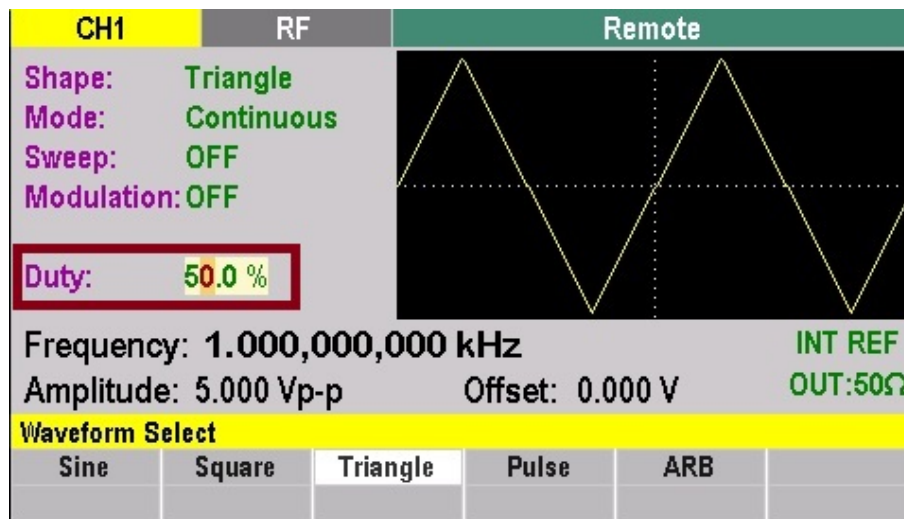 CH1 RF Remote
Shape: Triangle
Mode: Continuous
Sweep: OFF
Modulation: OFF
Duty: 50.0 %
Frequency: 1.000,000,000 kHz
INT REF
Amplitude: 5.000 Vp-p Offset: 0.000 V
OUT:50Ω
Waveform Select
Sine Square Triangle Pulse ARB